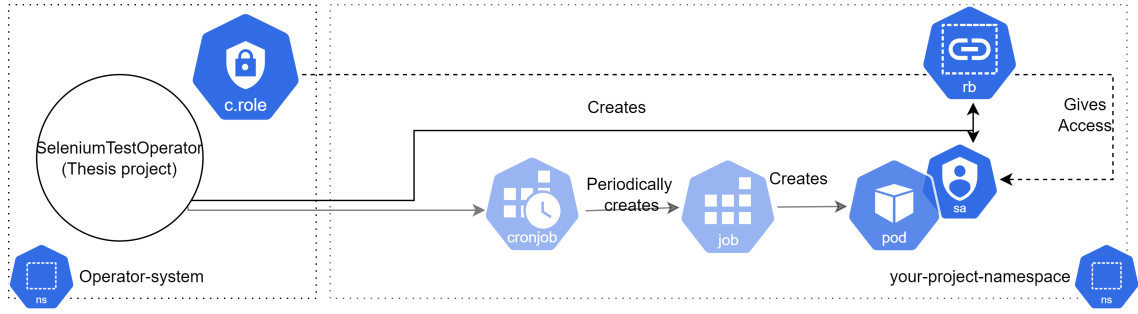 c.role
SeleniumTestOperator
(Thesis project)
ns
Operator-system
rb
Creates
Gives
Access
Periodically
creates
Creates
cronjob
job
pod
sa
your-project-namespace
ns